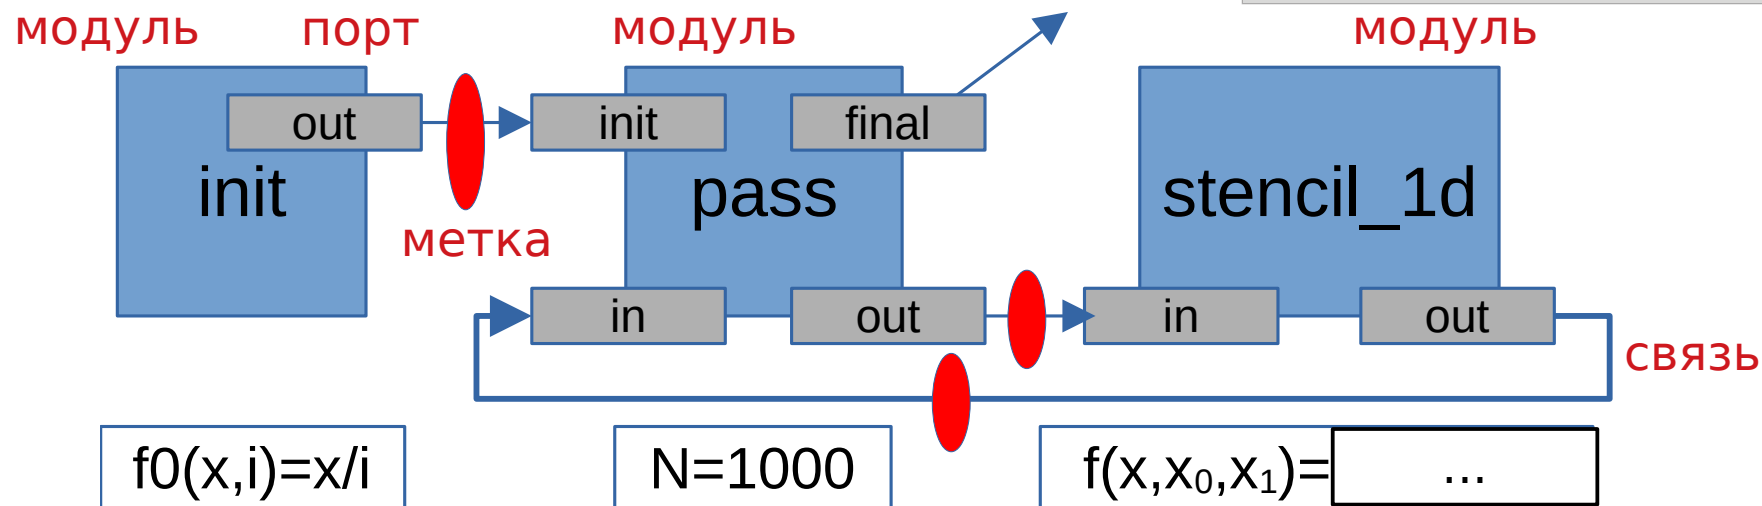 модуль порт модуль модуль
out init final
init pass stencil_1d
метка
in out in out
связь
f0(x,i)=x/i N=1000 f(x,x₀,x₁)= ...